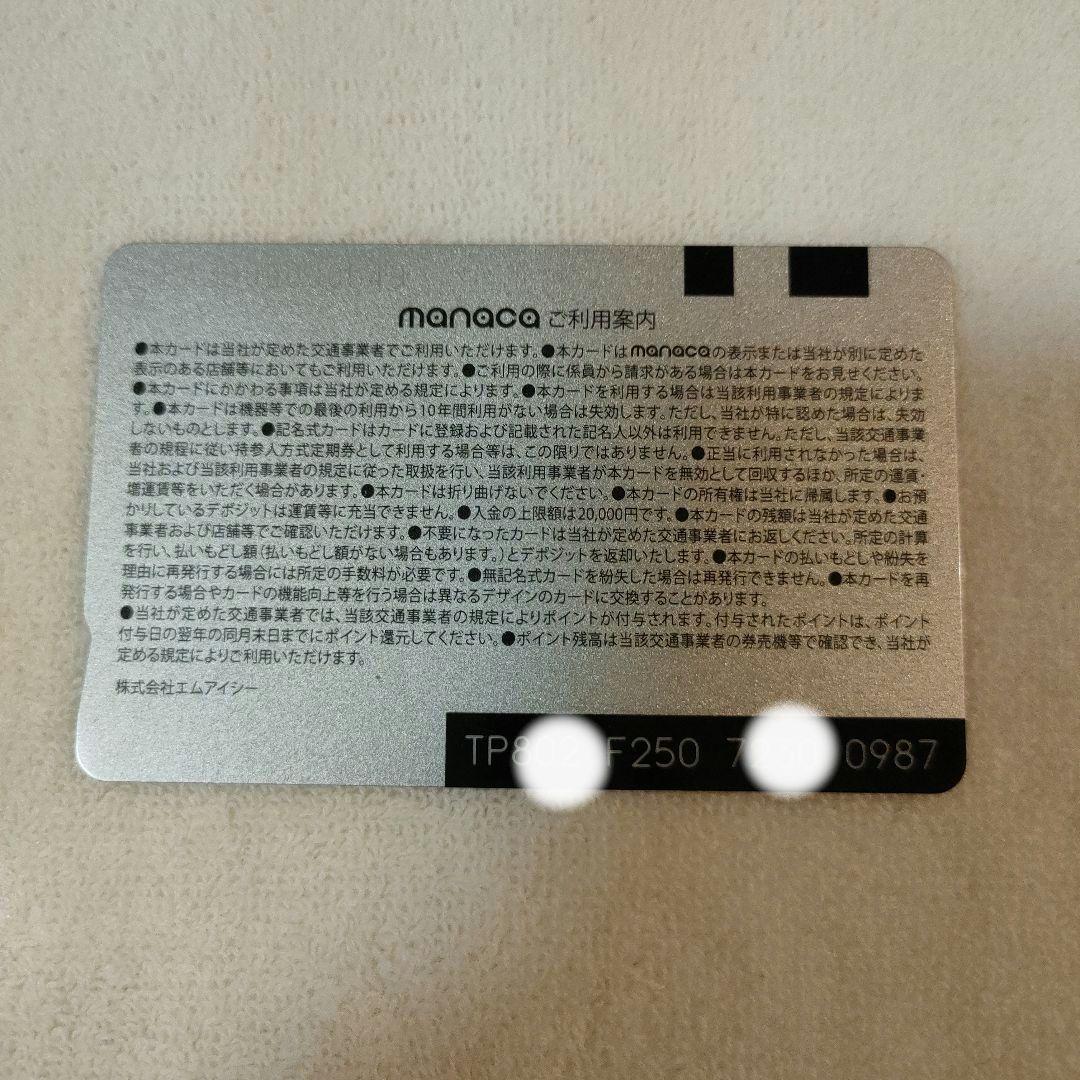 manaca ご利用案内
●本カードは当社が定めた交通事業者でご利用いただけます。●本カードはmanacaの表示または当社が別に定めた
表示のある店舗等においてもご利用いただけます。●ご利用の際に係員から請求がある場合は本カードをお見せください。
●本カードにかかわる事項は当社が定める規定によります。●本カードを利用する場合は当該利用事業者の規定によりま
す。●本カードは機器等での最後の利用から10年間利用がない場合は失効します。ただし、当社が特に認めた場合は、失効
しないものとします。●記名式カードはカードに登録および記載された記名人以外は利用できません。ただし、当該交通事業
者の規程に従い持参人方式定期券として利用する場合等は、この限りではありません。●正当に利用されなかった場合は、
当社および当該利用事業者の規定に従った取扱を行い、当該利用事業者が本カードを無効として回収するほか、所定の運賃・
増運賃等をいただく場合があります。●本カードは折り曲げないでください。●本カードの所有権は当社に帰属します。●お預
かりしているデポジットは運賃等に充当できません。●入金の上限額は20,000円です。●本カードの残額は当社が定めた交通
事業者および店舗等でご確認いただけます。●不要になったカードは当社が定めた交通事業者にお返しください。所定の計算
を行い、払いもどし額(払いもどし額がない場合もあります。)とデポジットを返却いたします。●本カードの払いもどしや紛失を
理由に再発行する場合には所定の手数料が必要です。●無記名式カードを紛失した場合は再発行できません。●本カードを再
発行する場合やカードの機能向上等を行う場合は異なるデザインのカードに交換することがあります。
●当社が定めた交通事業者では、当該交通事業者の規定によりポイントが付与されます。付与されたポイントは、ポイント
付与日の翌年の同月末日までにポイント還元してください。●ポイント残高は当該交通事業者の券売機等で確認でき、当社が
定める規定によりご利用いただけます。
株式会社エムアイシー
F250 0987